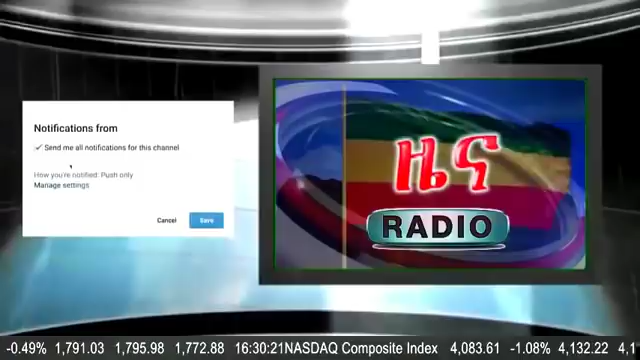 Notifications from
Send me all notifications for this channel
How you're notified: Push only
Manage settings
Cancel
Save
ዜና
RADIO
-0.49% 1,791.03 1,795.98 1,772.88 16:30:21NASDAQ Composite Index 4,083.61 -1.08% 4,132.22 4,1